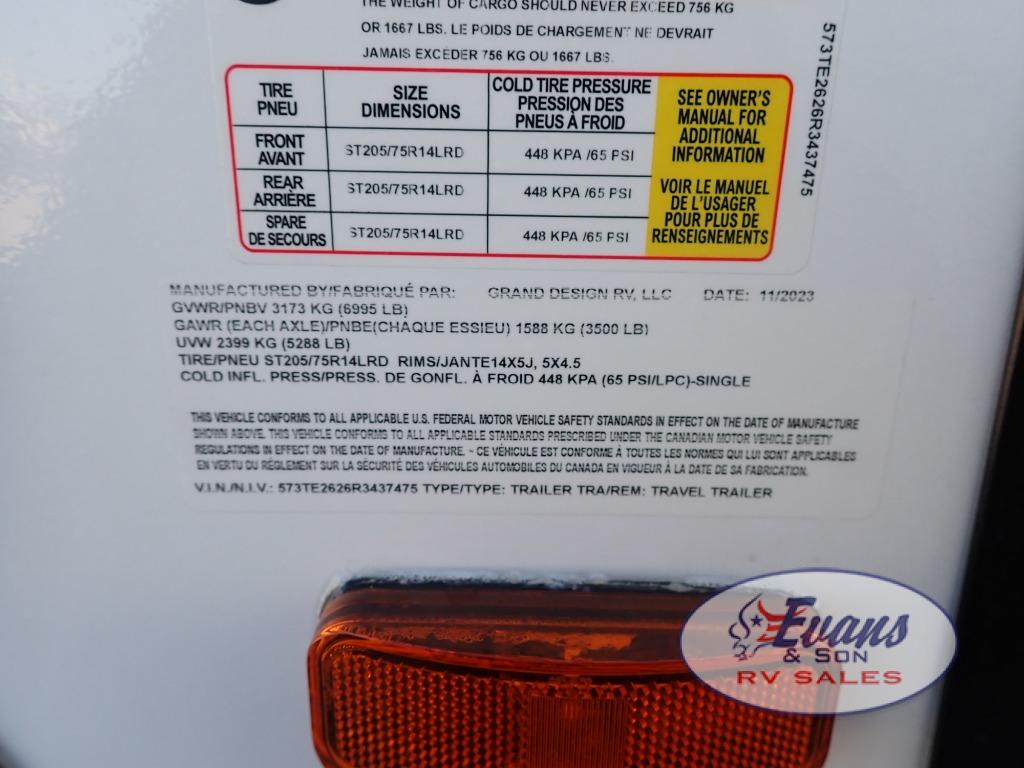 THE WEIGHT OF CARGO SHOULD NEVER EXCEED 756 KG
OR 1667 LBS. LE POIDS DE CHARGEMENT NE DEVRAIT
JAMAIS EXCÉDER 756 KG OU 1667 LBS.
TIRE SIZE COLD TIRE PRESSURE
PNEU DIMENSIONS PRESSION DES
PNEUS À FROID
FRONT
AVANT ST205/75R14LRD 448 KPA /65 PSI
REAR
ARRIÈRE ST205/75R14LRD 448 KPA /65 PSI
SPARE
DE SECOURS ST205/75R14LRD 448 KPA /65 PSI
SEE OWNER'S
MANUAL FOR
ADDITIONAL
INFORMATION
VOIR LE MANUEL
DE L'USAGER
POUR PLUS DE
RENSEIGNEMENTS
573TE2626R3437475
MANUFACTURED BY/FABRIQUÉ PAR: GRAND DESIGN RV, LLC DATE: 11/2023
GVWR/PNBV 3173 KG (6995 LB)
GAWR (EACH AXLE)/PNBE(CHAQUE ESSIEU) 1588 KG (3500 LB)
UVW 2399 KG (5288 LB)
TIRE/PNEU ST205/75R14LRD RIMS/JANTE14X5J, 5X4.5
COLD INFL. PRESS/PRESS. DE GONFL. À FROID 448 KPA (65 PSI/LPC)-SINGLE
THIS VEHICLE CONFORMS TO ALL APPLICABLE U.S. FEDERAL MOTOR VEHICLE SAFETY STANDARDS IN EFFECT ON THE DATE OF MANUFACTURE
SHOWN ABOVE. THIS VEHICLE CONFORMS TO ALL APPLICABLE STANDARDS PRESCRIBED UNDER THE CANADIAN MOTOR VEHICLE SAFETY
REGULATIONS IN EFFECT ON THE DATE OF MANUFACTURE. - CE VÉHICULE EST CONFORME À TOUTES LES NORMES QUI LUI SONT APPLICABLES
EN VERTU DU RÈGLEMENT SUR LA SÉCURITÉ DES VÉHICULES AUTOMOBILES DU CANADA EN VIGUEUR À LA DATE DE SA FABRICATION.
V.I.N./N.I.V.: 573TE2626R3437475 TYPE/TYPE: TRAILER TRA/REM: TRAVEL TRAILER
Evans
& SON
RV SALES